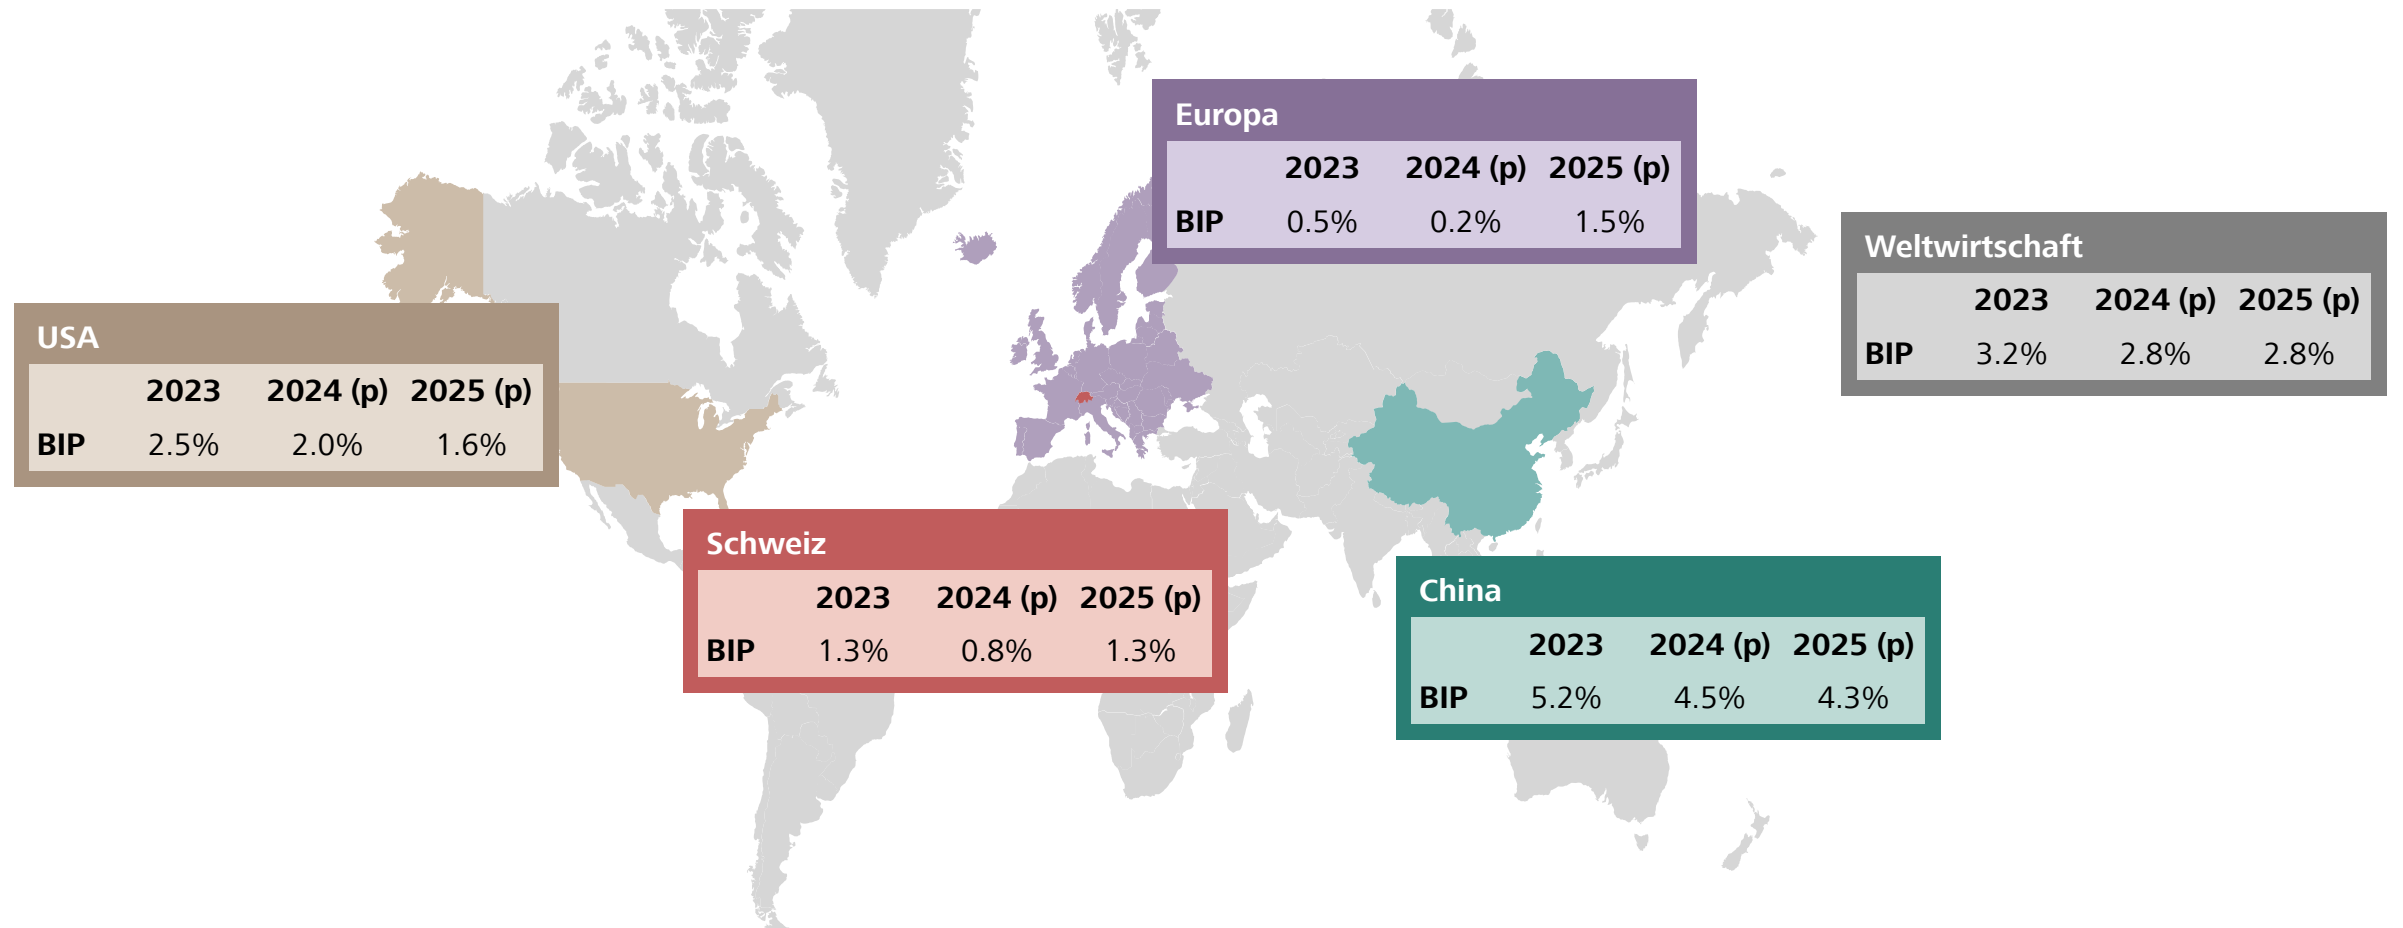 Europa
2023 2024 (p) 2025 (p)
BIP 0.5% 0.2% 1.5%
Weltwirtschaft
2023 2024 (p) 2025 (p)
BIP 3.2% 2.8% 2.8%
USA
2023 2024 (p) 2025 (p)
BIP 2.5% 2.0% 1.6%
Schweiz
2023 2024 (p) 2025 (p)
BIP 1.3% 0.8% 1.3%
China
2023 2024 (p) 2025 (p)
BIP 5.2% 4.5% 4.3%